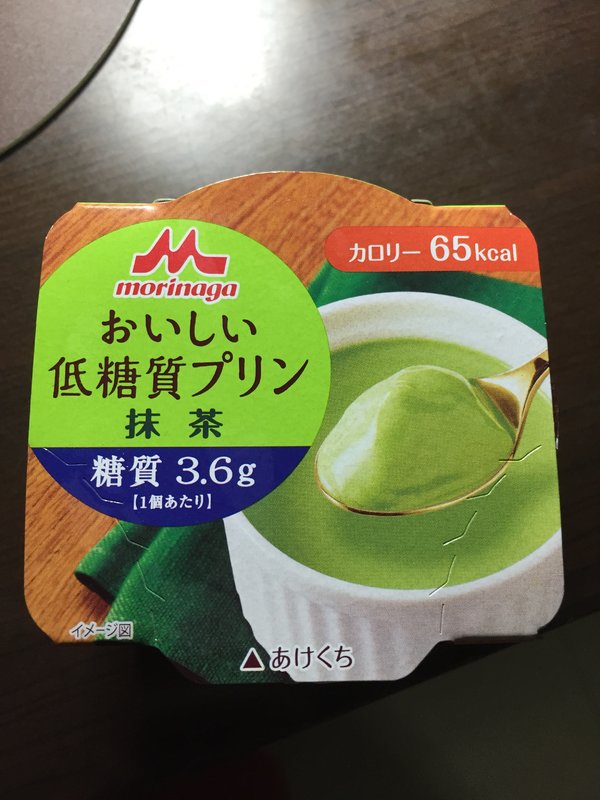 morinaga
おいしい
低糖質プリン
抹茶
糖質 3.6g
【1個あたり】
カロリー 65kcal
イメージ図
▲あけくち